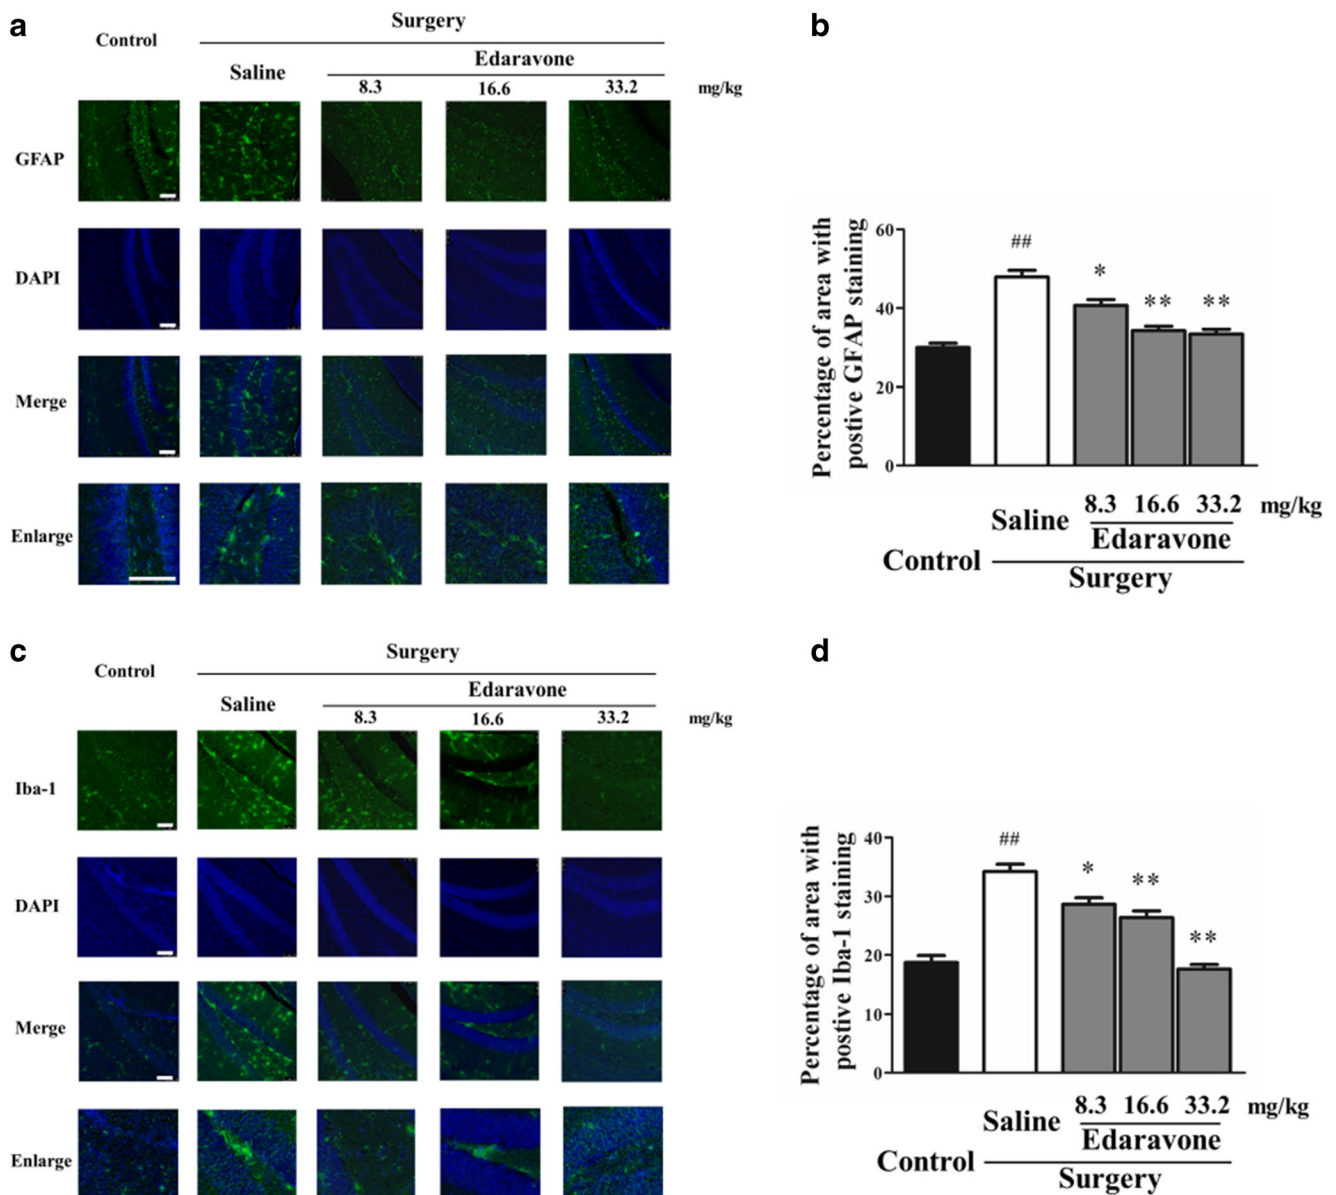 a
Control
Surgery
Saline
Edaravone
8.3 16.6 33.2 mg/kg
GFAP
DAPI
Merge
Enlarge
b
Percentage of area with
postive GFAP staining
60
40
20
0
##
*
**
**
Control
Saline
8.3 16.6 33.2 mg/kg
Edaravone
Surgery
c
Control
Surgery
Saline
Edaravone
8.3 16.6 33.2 mg/kg
Iba-1
DAPI
Merge
Enlarge
d
Percentage of area with
postive Iba-1 staining
40
30
20
10
0
##
*
**
**
Control
Saline
8.3 16.6 33.2 mg/kg
Edaravone
Surgery